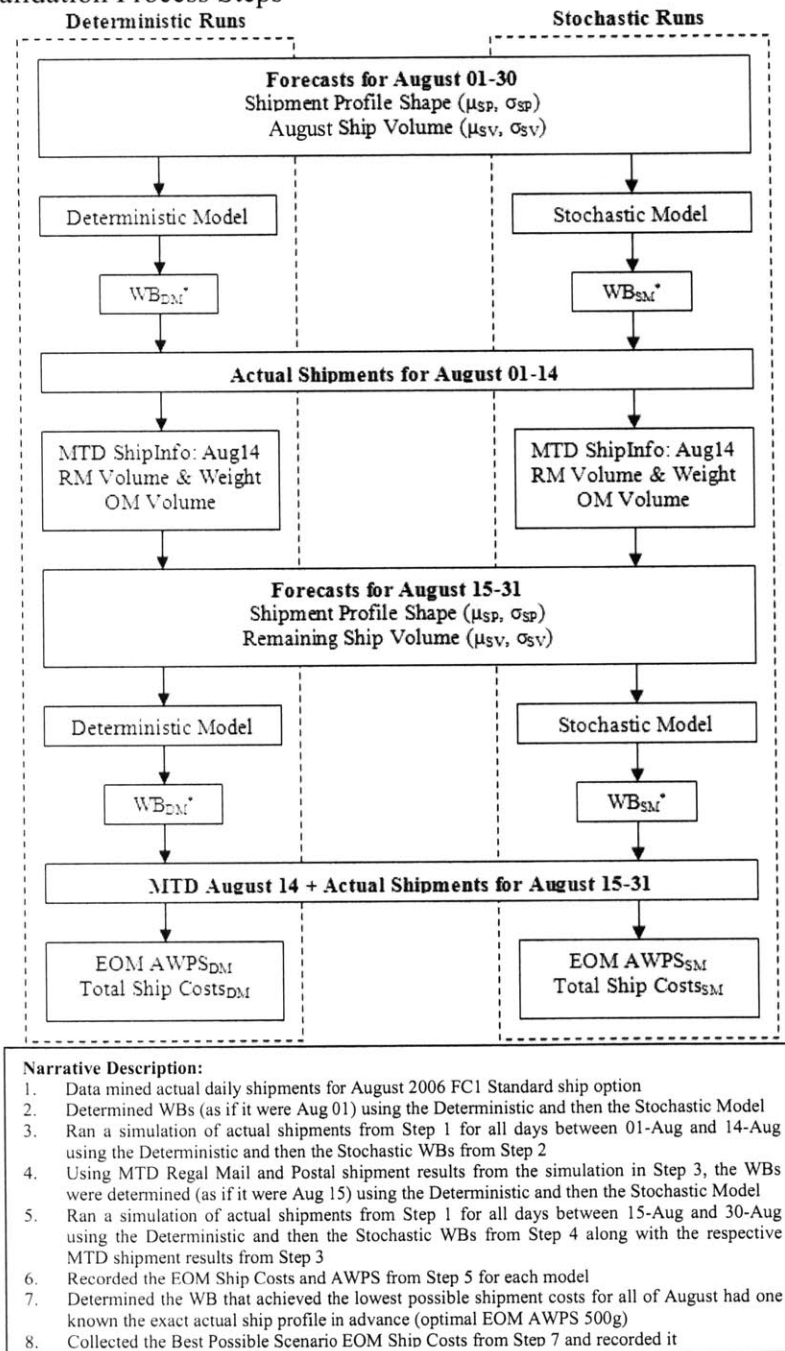 Validation Process Steps
Deterministic Runs
Stochastic Runs
Forecasts for August 01-30
Shipment Profile Shape (μSP, σSP)
August Ship Volume (μSV, σSV)
Deterministic Model
Stochastic Model
WBDM*
WBSM*
Actual Shipments for August 01-14
MTD ShipInfo: Aug14
RM Volume & Weight
OM Volume
MTD ShipInfo: Aug14
RM Volume & Weight
OM Volume
Forecasts for August 15-31
Shipment Profile Shape (μSP, σSP)
Remaining Ship Volume (μSV, σSV)
Deterministic Model
Stochastic Model
WBDM*
WBSM*
MTD August 14 + Actual Shipments for August 15-31
EOM AWPSDM
Total Ship CostsDM
EOM AWPSSM
Total Ship CostsSM
Narrative Description:
1. Data mined actual daily shipments for August 2006 FC1 Standard ship option
2. Determined WBs (as if it were Aug 01) using the Deterministic and then the Stochastic Model
3. Ran a simulation of actual shipments from Step 1 for all days between 01-Aug and 14-Aug
using the Deterministic and then the Stochastic WBs from Step 2
4. Using MTD Regal Mail and Postal shipment results from the simulation in Step 3, the WBs
were determined (as if it were Aug 15) using the Deterministic and then the Stochastic Model
5. Ran a simulation of actual shipments from Step 1 for all days between 15-Aug and 30-Aug
using the Deterministic and then the Stochastic WBs from Step 4 along with the respective
MTD shipment results from Step 3
6. Recorded the EOM Ship Costs and AWPS from Step 5 for each model
7. Determined the WB that achieved the lowest possible shipment costs for all of August had one
known the exact actual ship profile in advance (optimal EOM AWPS 500g)
8. Collected the Best Possible Scenario EOM Ship Costs from Step 7 and recorded it